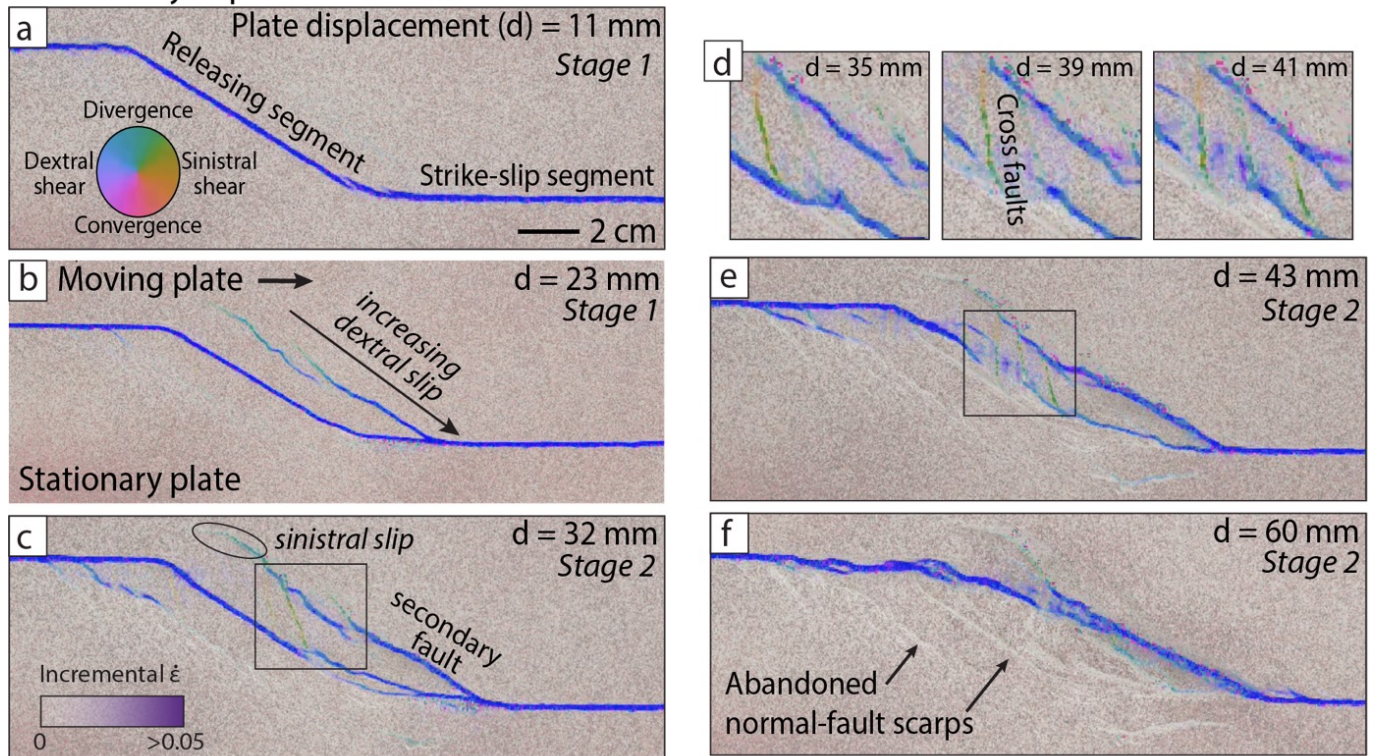 a
Plate displacement (d) = 11 mm
Stage 1
Releasing segment
Divergence
Dextral shear
Sinistral shear
Convergence
Strike-slip segment
2 cm
b
Moving plate
d = 23 mm
Stage 1
increasing
dextral slip
Stationary plate
c
sinistral slip
d = 32 mm
Stage 2
secondary
fault
Incremental ε̇
0
>0.05
d
d = 35 mm
d = 39 mm
Cross faults
d = 41 mm
e
d = 43 mm
Stage 2
f
d = 60 mm
Stage 2
Abandoned
normal-fault scarps